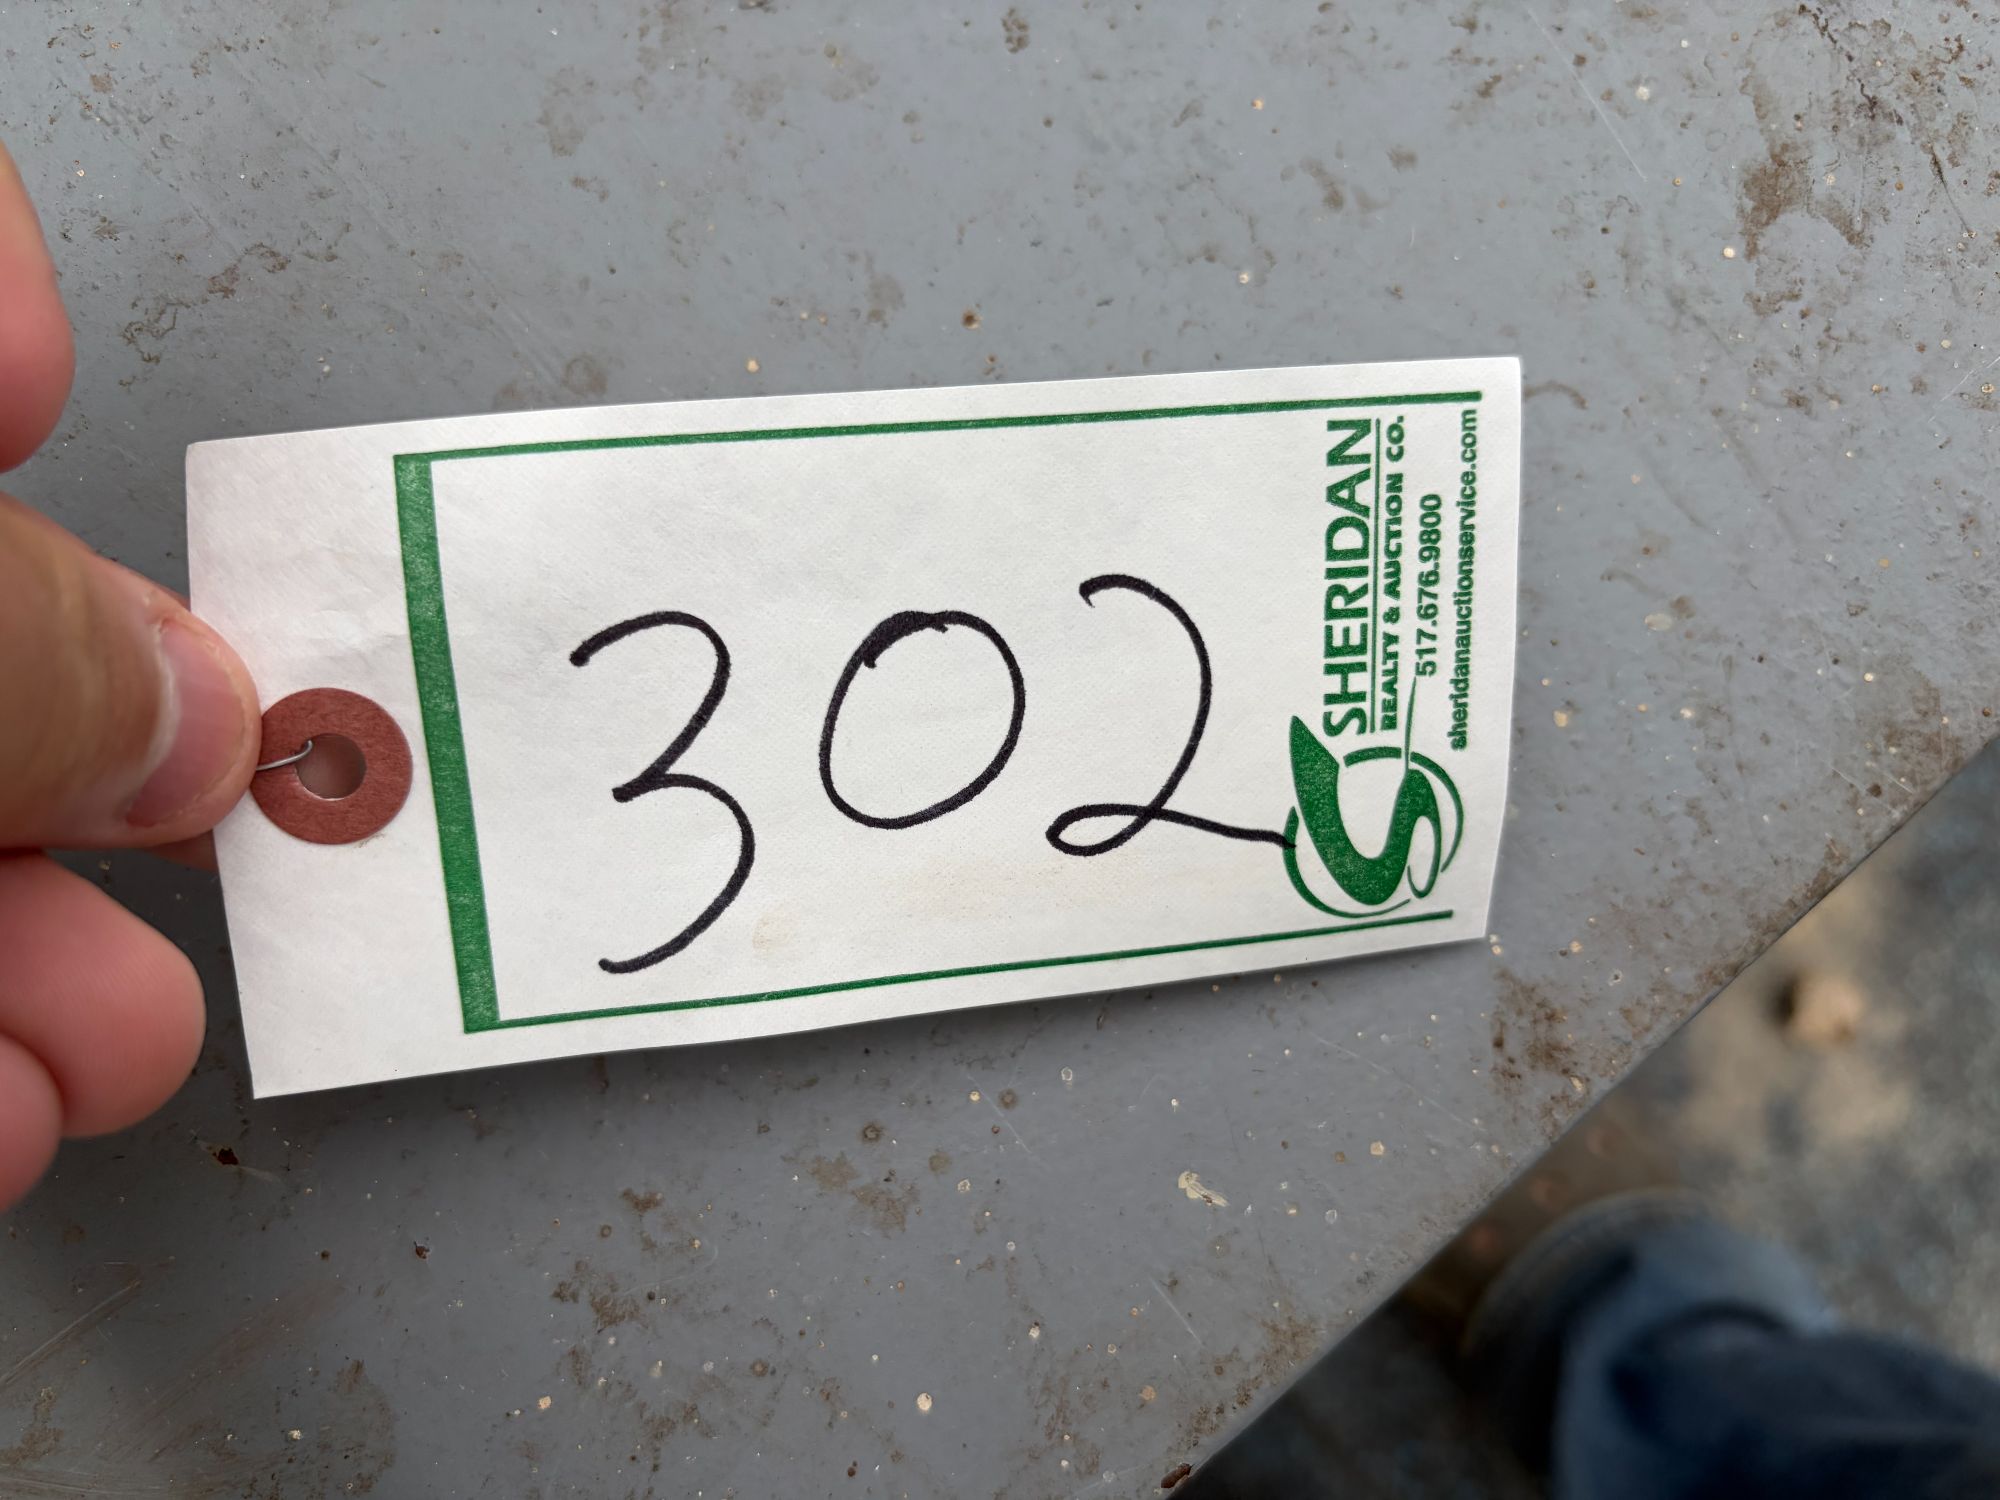 302
SHERIDAN
REALTY & AUCTION CO.
517.676.9800
sheridanauctionservice.com